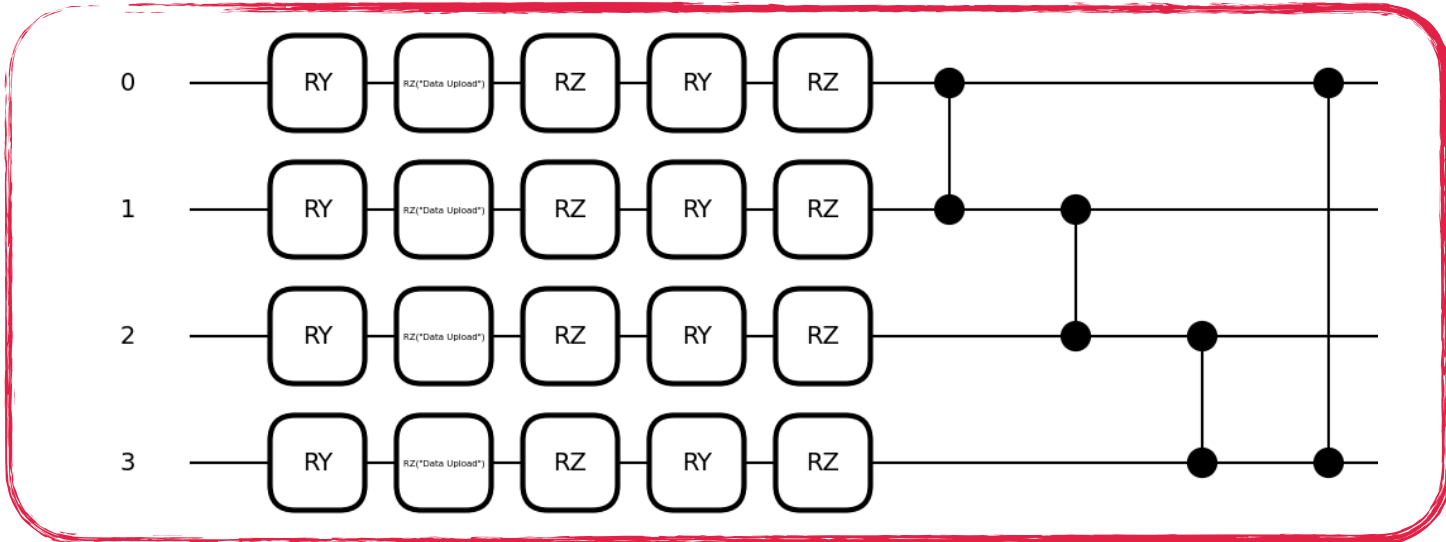 0 RY RZ("Data Upload") RZ RY RZ
1 RY RZ("Data Upload") RZ RY RZ
2 RY RZ("Data Upload") RZ RY RZ
3 RY RZ("Data Upload") RZ RY RZ